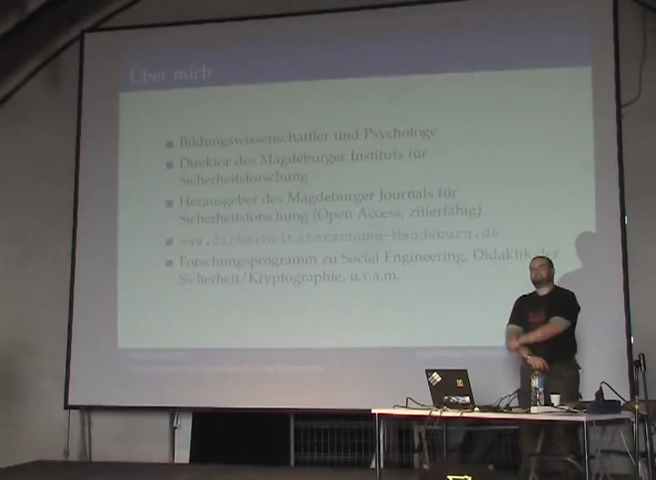 Über mich
Bildungswissenschaftler und Psychologe
Direktor des Magdeburger Instituts für
Sicherheitsforschung
Herausgeber des Magdeburger Journals für
Sicherheitsforschung (Open Access, zitierfähig)
www.Sicherheitsforschung-Magdeburg.de
Forschungsprogramm zu Social Engineering, Didaktik der
Sicherheit/Kryptographie, u.v.a.m.